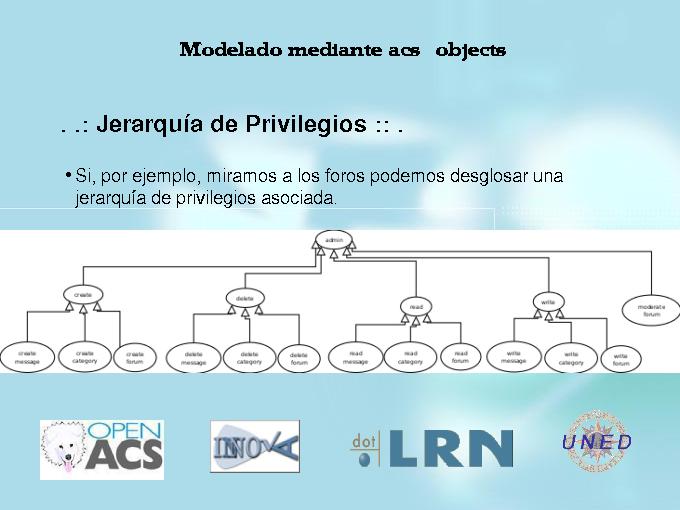 Modelado mediante acs objects
. .: Jerarquía de Privilegios :: .
• Si, por ejemplo, miramos a los foros podemos desglosar una
jerarquía de privilegios asociada.
admin
create
delete
read
write
moderate
forum
create
message
create
category
create
forum
delete
message
delete
category
delete
forum
read
message
read
category
read
forum
write
message
write
category
write
forum
OPEN
ACS
INNOVA
dot
LRN
UNED